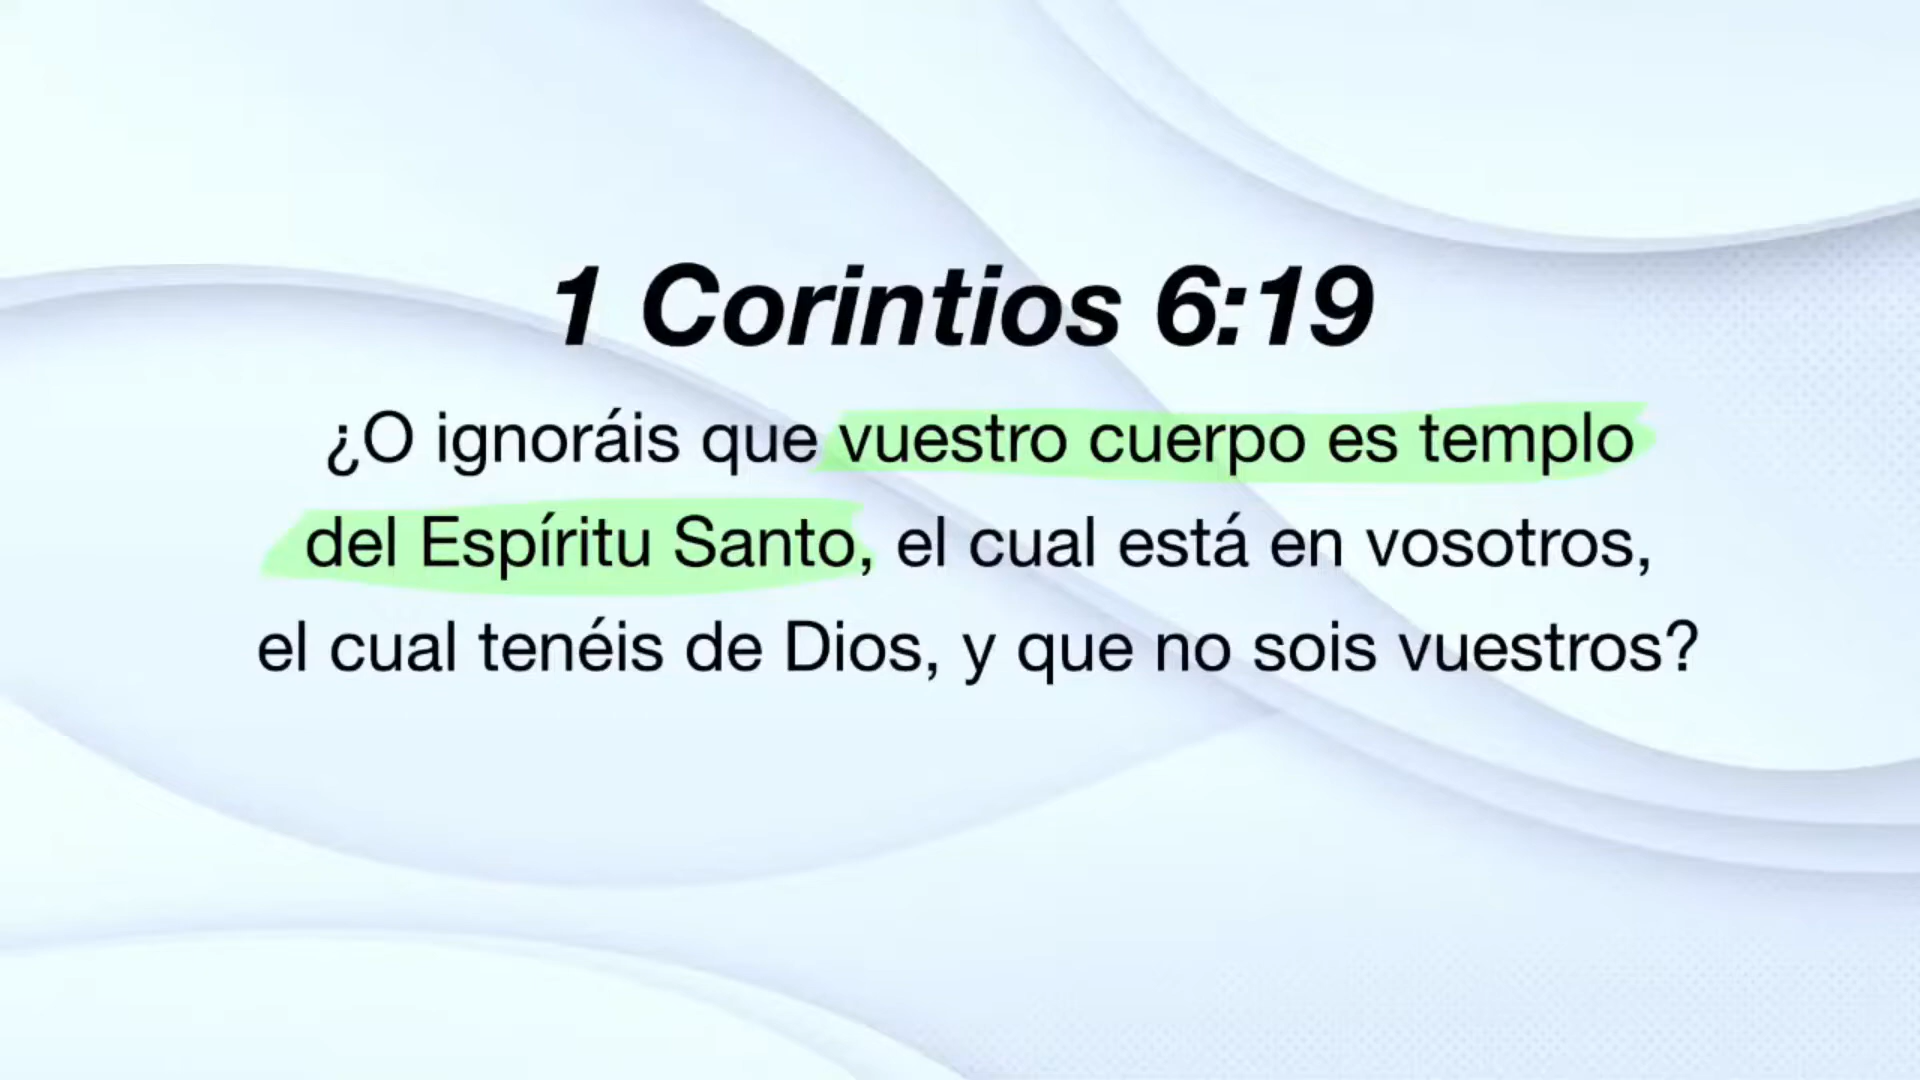 1 Corintios 6:19
¿O ignoráis que vuestro cuerpo es templo
del Espíritu Santo, el cual está en vosotros,
el cual tenéis de Dios, y que no sois vuestros?